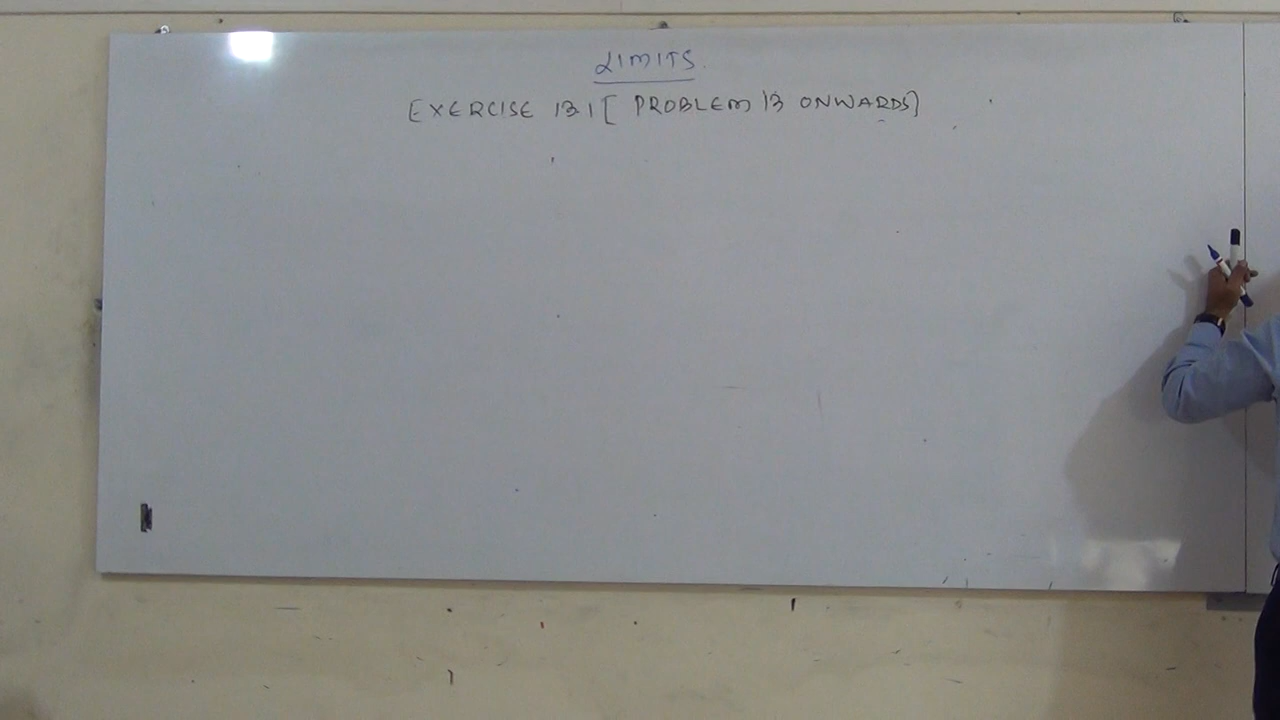 LIMITS
EXERCISE 13.1 [ PROBLEM 13 ONWARDS]